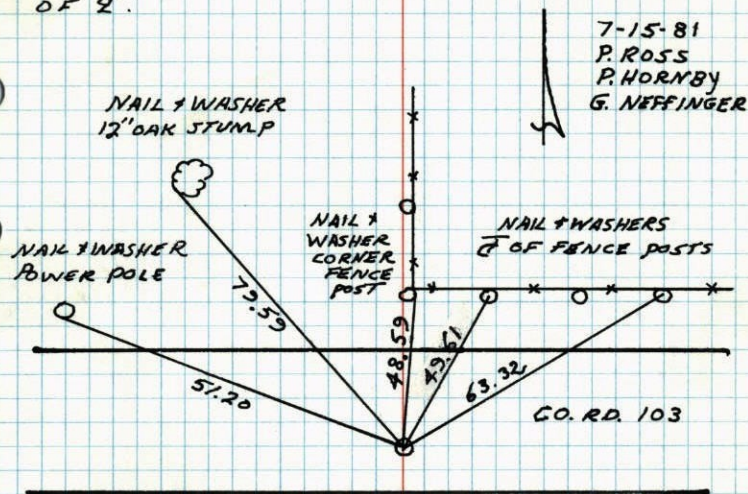 OF 2.
7-15-81
P. ROSS
P. HORNBY
G. NEFFINGER
NAIL & WASHER
12" OAK STUMP
NAIL &
WASHER
CORNER
FENCE
POST
NAIL & WASHERS
OF FENCE POSTS
NAIL & WASHER
POWER POLE
79.59
48.59
49.61
63.32
51.20
CO. RD. 103